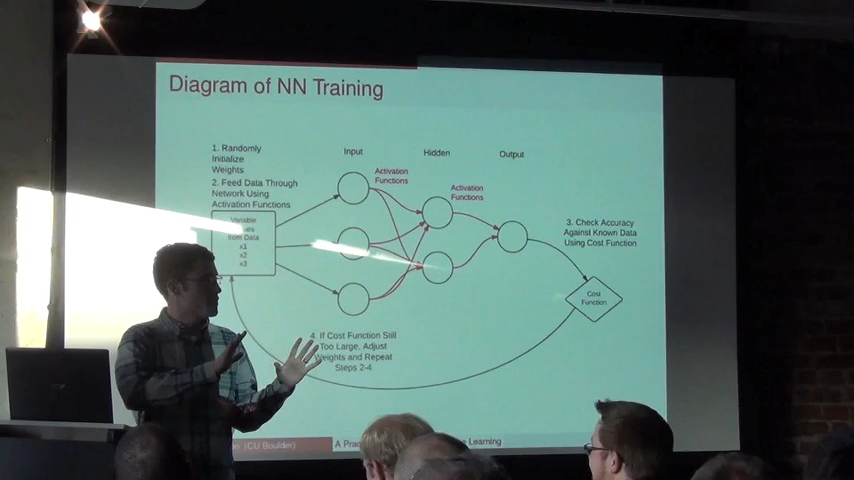 Diagram of NN Training
1. Randomly
Initialize
Weights
2. Feed Data Through
Network Using
Activation Functions
Input
Hidden
Output
Activation
Functions
Activation
Functions
Variable
from Data
x1
x2
x3
3. Check Accuracy
Against Known Data
Using Cost Function
Cost
Function
4. If Cost Function Still
Too Large, Adjust
Weights and Repeat
Steps 2-4
(CU Boulder)
A Learning